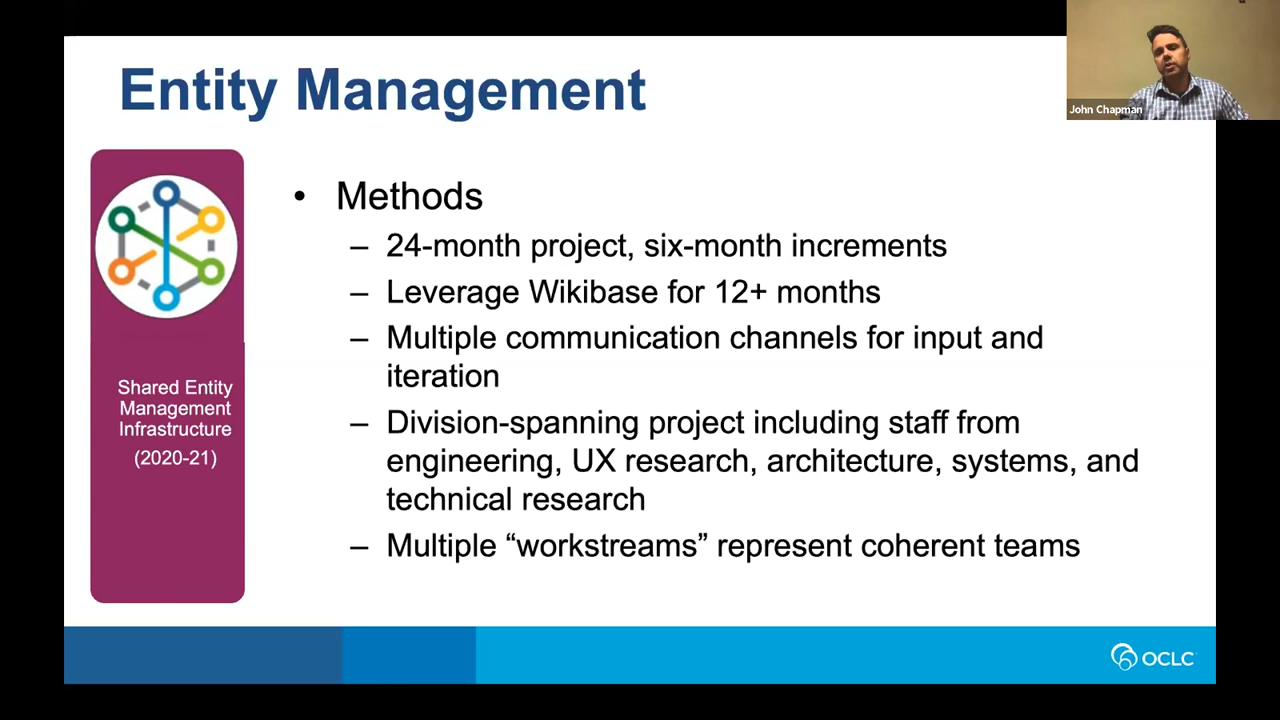 Entity Management
John Chapman
• Methods
– 24-month project, six-month increments
– Leverage Wikibase for 12+ months
– Multiple communication channels for input and
iteration
– Division-spanning project including staff from
engineering, UX research, architecture, systems, and
technical research
– Multiple “workstreams” represent coherent teams
Shared Entity
Management
Infrastructure
(2020-21)
OCLC